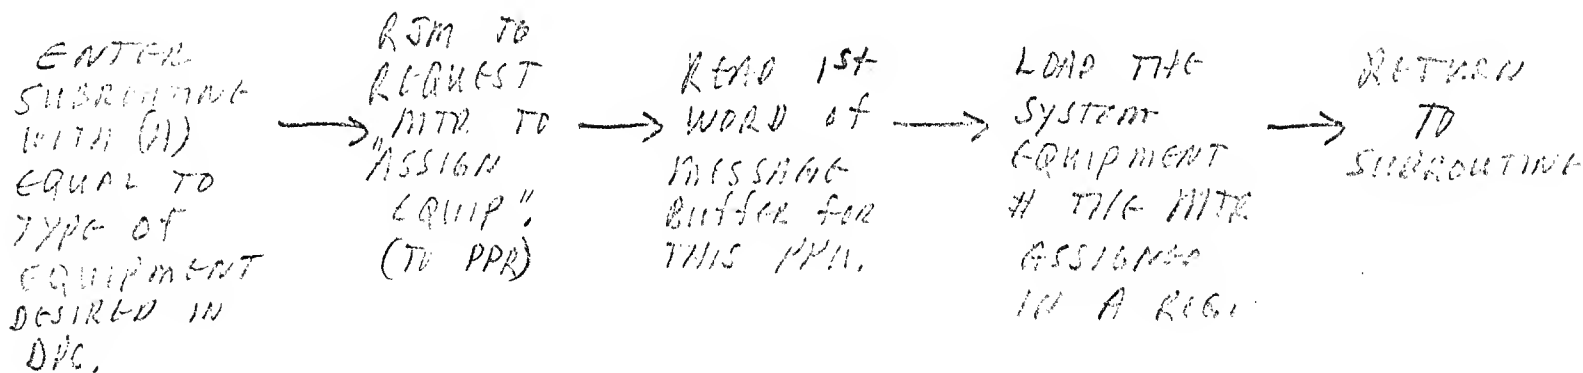 ENTER
SUBROUTINE
WITH (A)
EQUAL TO
TYPE OF
EQUIPMENT
DESIRED IN
DPC.
RJM TO
REQUEST
MTR TO
"ASSIGN
EQUIP".
(TO PPR)
READ 1st
WORD of
MESSAGE
Buffer for
THIS PPU.
LOAD THE
SYSTEM
EQUIPMENT
# THE MTR
ASSIGNED
IN A REG.
RETURN
TO
SUBROUTINE